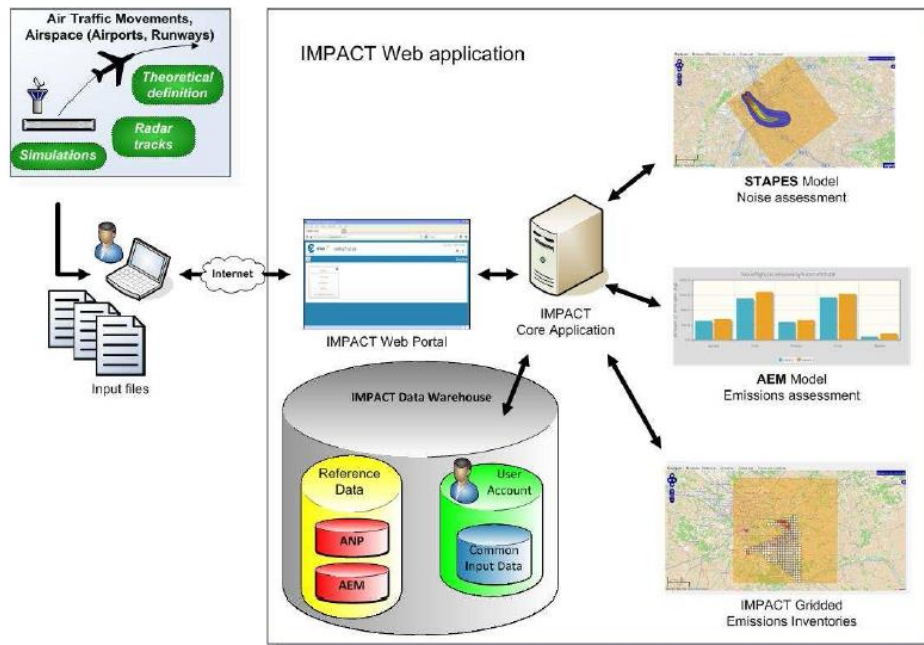 Air Traffic Movements,
Airspace (Airports, Runways)
Theoretical
definition
Radar
tracks
Simulations
Input files
Internet
IMPACT Web application
IMPACT Web Portal
IMPACT
Core Application
STAPES Model
Noise assessment
AEM Model
Emissions assessment
IMPACT Gridded
Emissions Inventories
IMPACT Data Warehouse
Reference
Data
ANP
AEM
User
Account
Common
Input Data